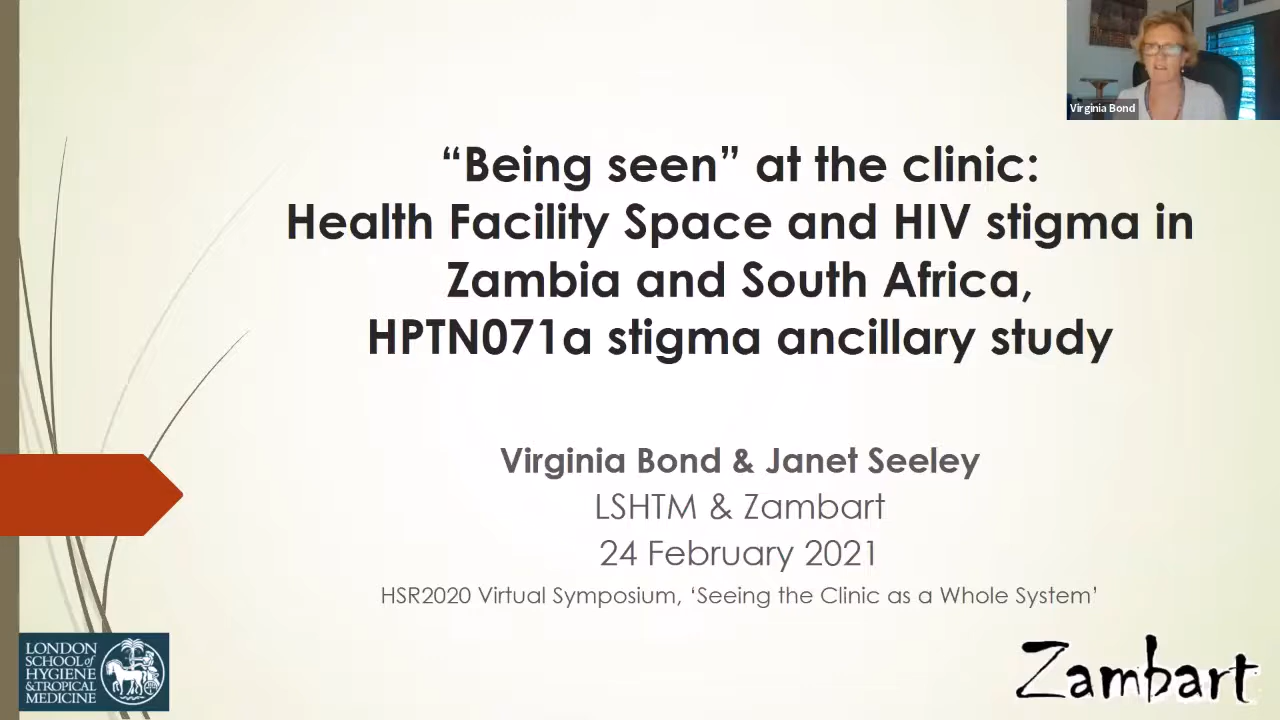 Virginia Bond
“Being seen” at the clinic:
Health Facility Space and HIV stigma in
Zambia and South Africa,
HPTN071a stigma ancillary study
Virginia Bond & Janet Seeley
LSHTM & Zambart
24 February 2021
HSR2020 Virtual Symposium, ‘Seeing the Clinic as a Whole System’
LONDON
SCHOOL of
HYGIENE
&TROPICAL
MEDICINE
Zambart